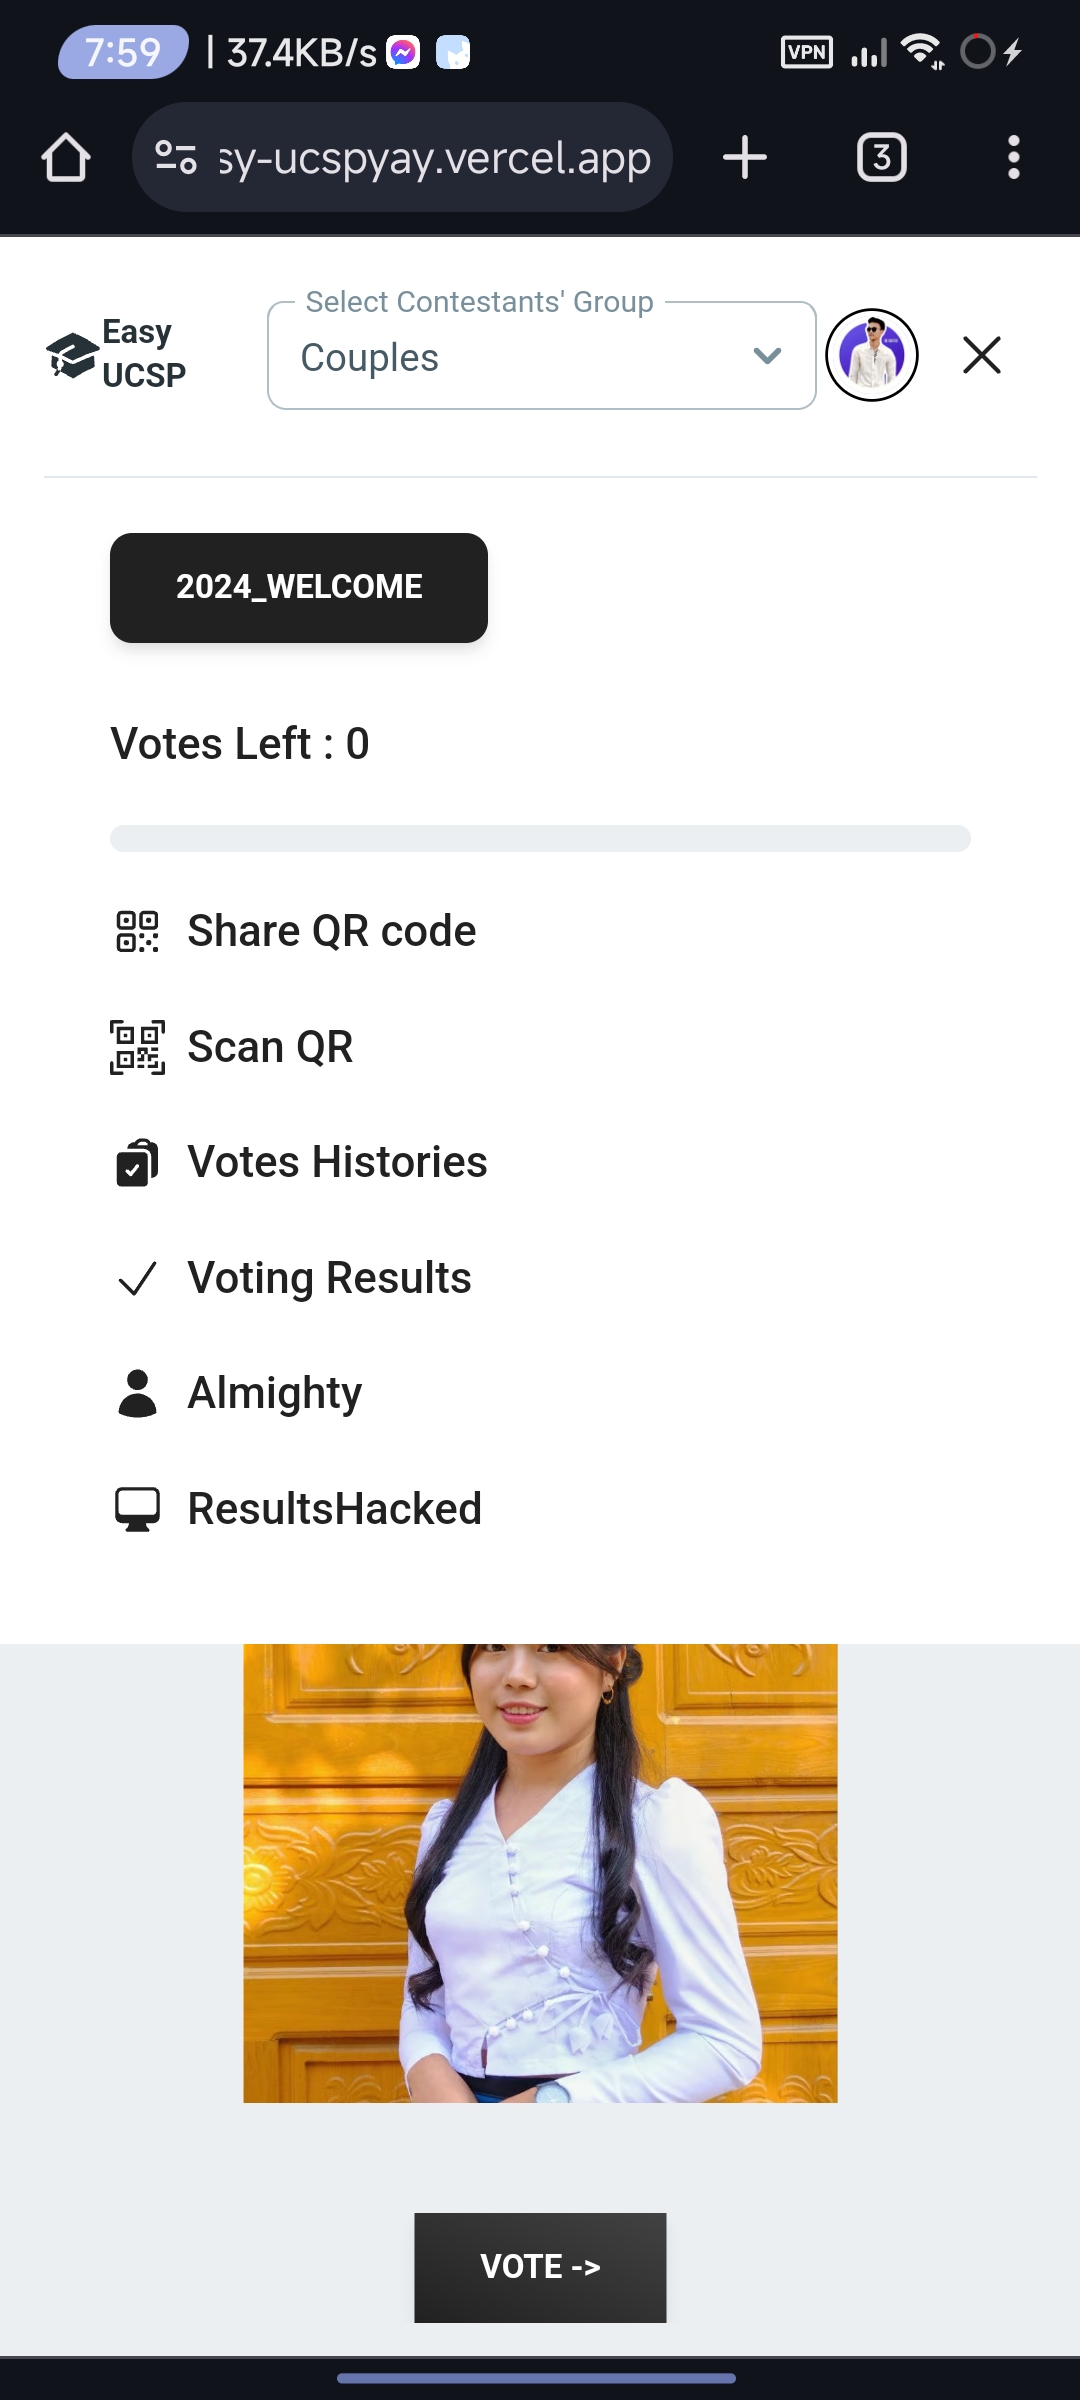 7:59 | 37.4KB/s VPN
sy-ucspyay.vercel.app 3
Select Contestants' Group
Easy
UCSP
Couples
2024_WELCOME
Votes Left : 0
Share QR code
Scan QR
Votes Histories
Voting Results
Almighty
ResultsHacked
VOTE ->